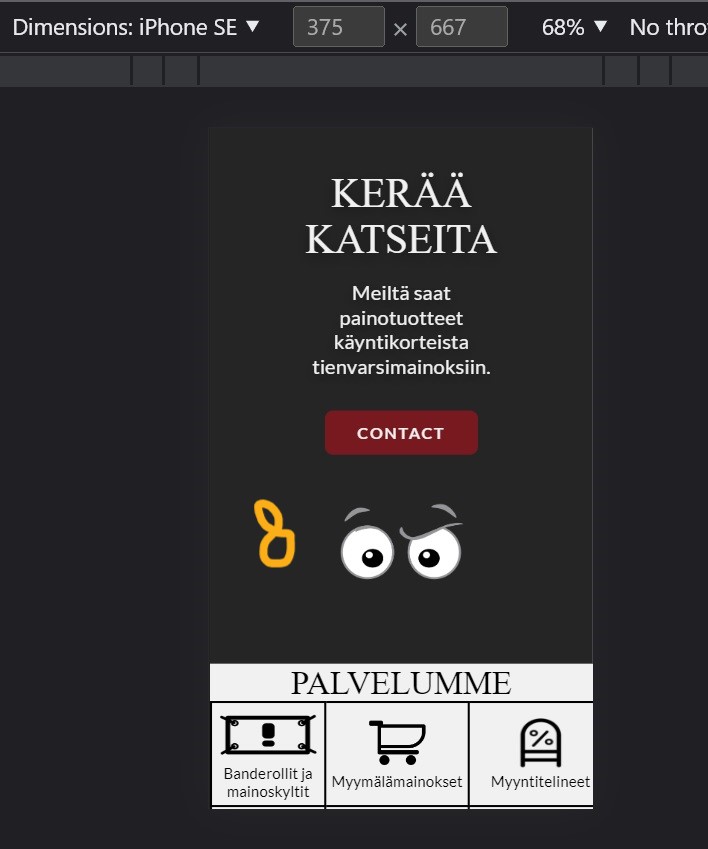 Dimensions: iPhone SE ▼ 375 × 667 68% ▼ No thro
KERÄÄ
KATSEITA
Meiltä saat
painotuotteet
käyntikorteista
tienvarsimainoksiin.
CONTACT
PALVELUMME
Banderollit ja
mainoskyltit
Myymälämainokset
Myyntitelineet